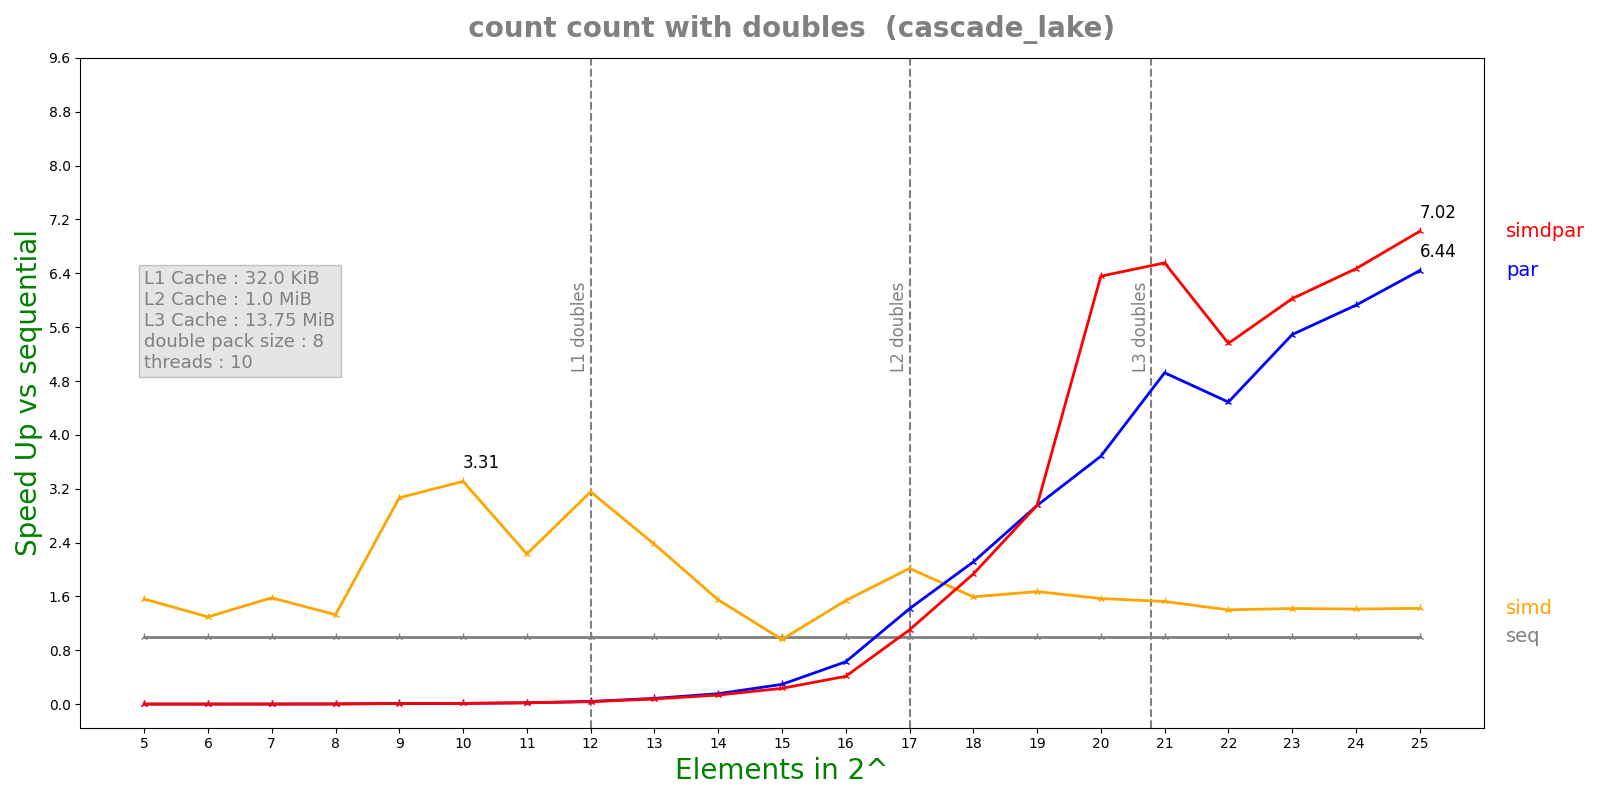 count count with doubles (cascade_lake)
Speed Up vs sequential
9.6
8.8
8.0
7.2
6.4
5.6
4.8
4.0
3.2
2.4
1.6
0.8
0.0
L1 Cache : 32.0 KiB
L2 Cache : 1.0 MiB
L3 Cache : 13.75 MiB
double pack size : 8
threads : 10
L1 doubles
L2 doubles
L3 doubles
3.31
7.02
6.44
simdpar
par
simd
seq
5 6 7 8 9 10 11 12 13 14 15 16 17 18 19 20 21 22 23 24 25
Elements in 2^